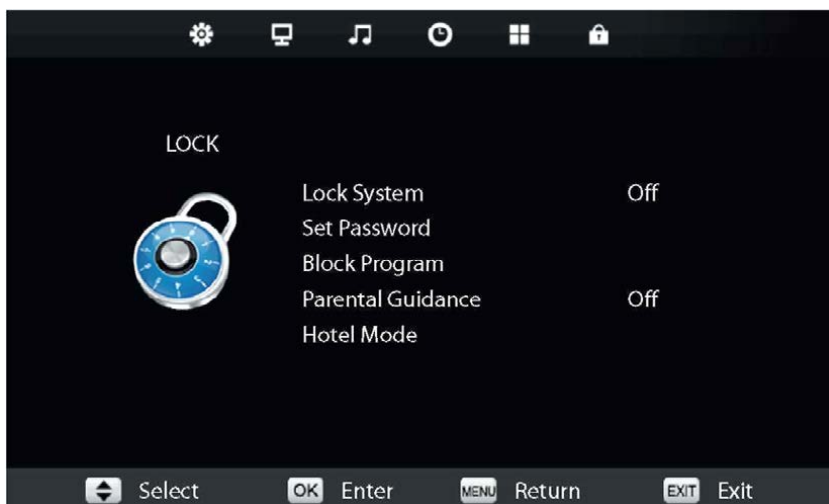 LOCK
Lock System Off
Set Password
Block Program
Parental Guidance Off
Hotel Mode
Select OK Enter MENU Return EXIT Exit